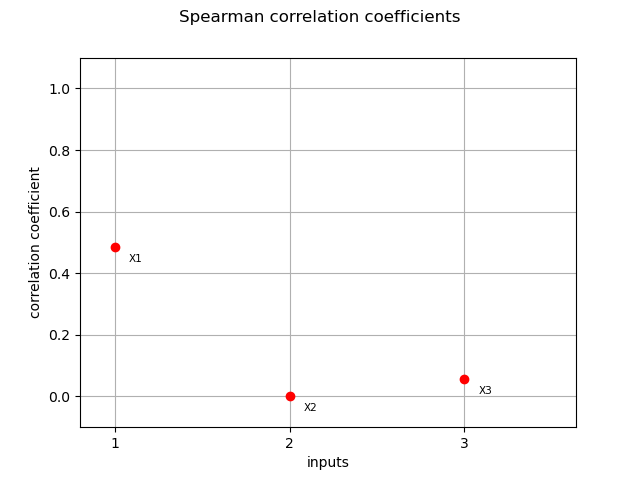 Spearman correlation coefficients
1.0
0.8
0.6
0.4
0.2
0.0
correlation coefficient
X1
X2
X3
1 2 3
inputs